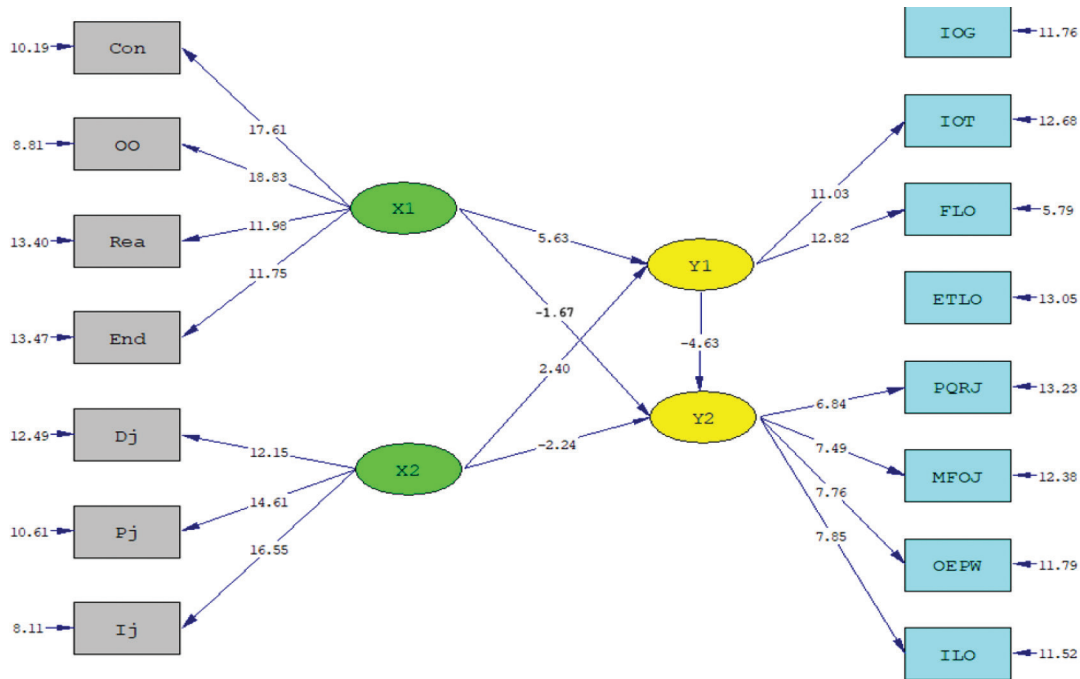 10.19 Con
8.81 OO
13.40 Rea
13.47 End
12.49 Dj
10.61 Pj
8.11 Ij
17.61
18.83
11.98
11.75
12.15
14.61
16.55
X1
X2
5.63
-1.67
2.40
-2.24
Y1
-4.63
Y2
11.03
12.82
6.84
7.49
7.76
7.85
IOG 11.76
IOT 12.68
FLO 5.79
ETLO 13.05
PQRJ 13.23
MFOJ 12.38
OEPW 11.79
ILO 11.52